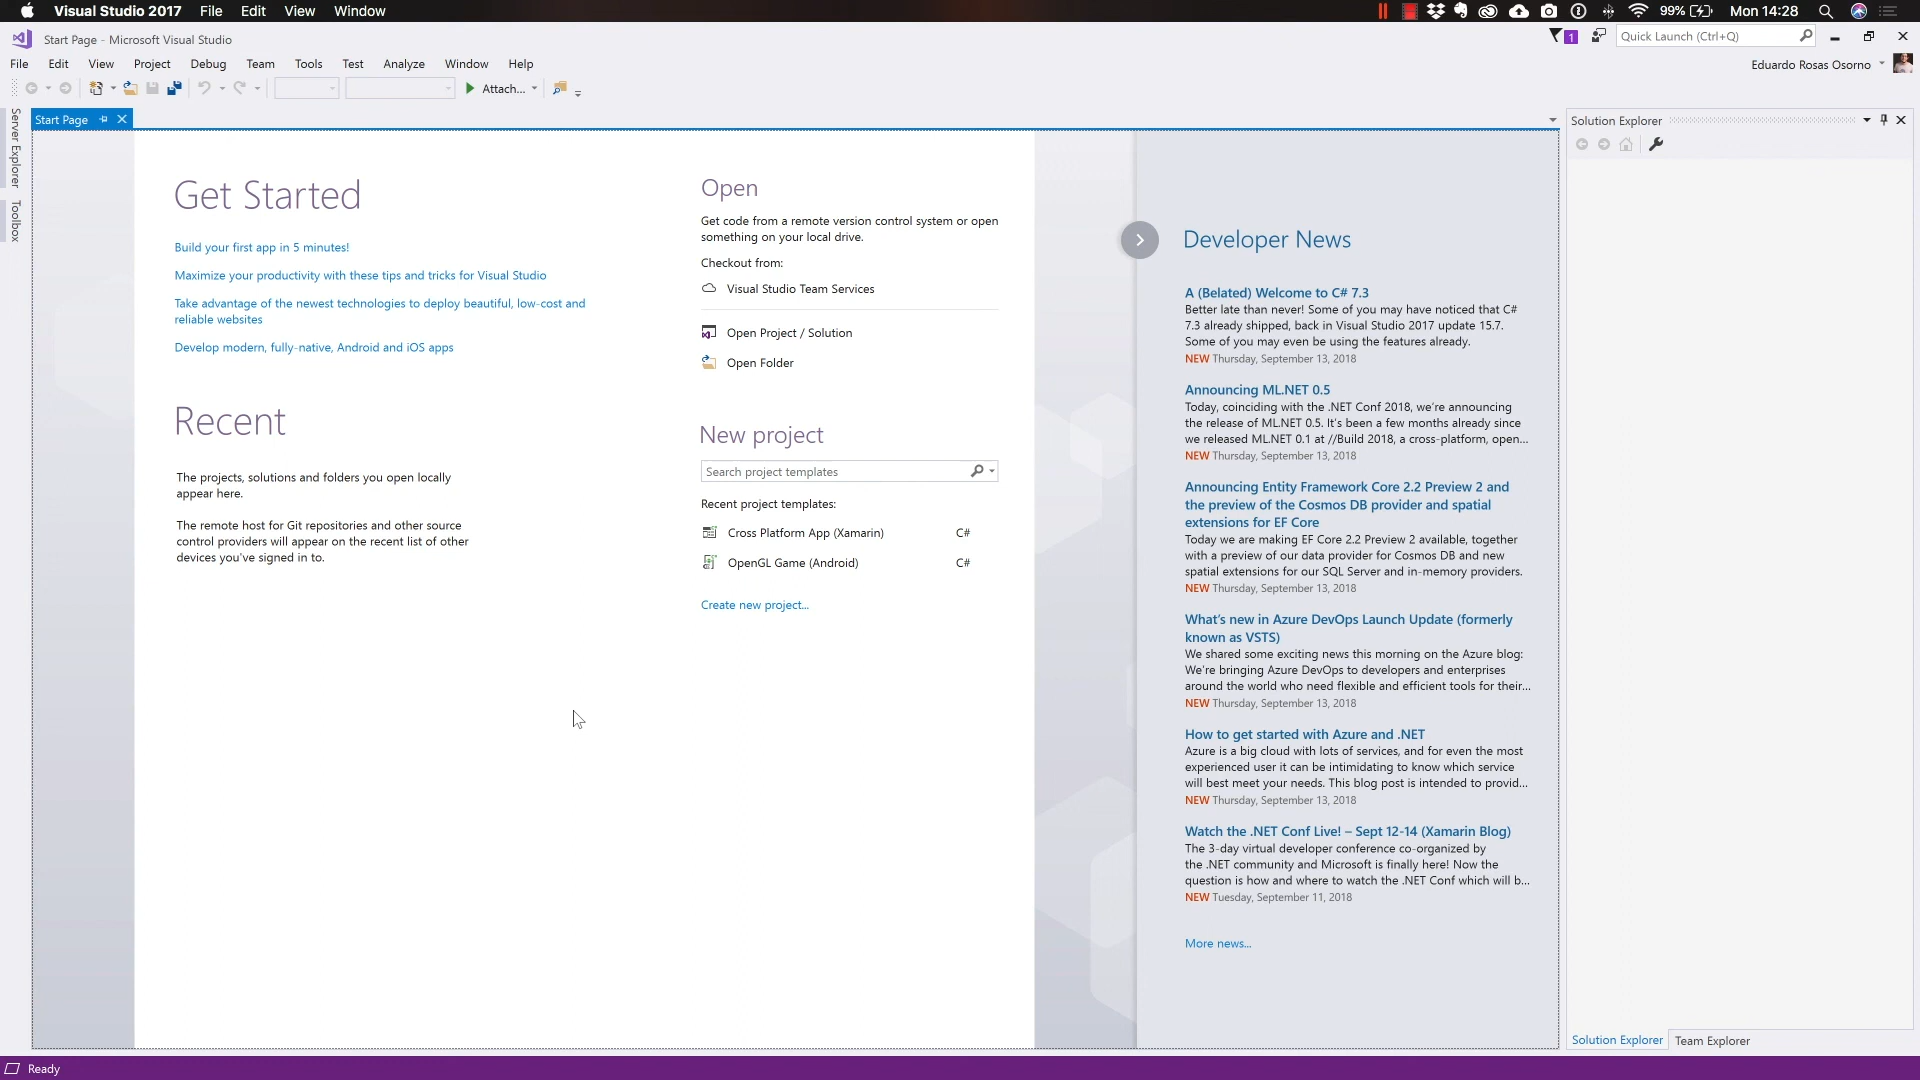 Visual Studio 2017 File Edit View Window
99% Mon 14:28
Start Page - Microsoft Visual Studio
1
Quick Launch (Ctrl+Q)
File Edit View Project Debug Team Tools Test Analyze Window Help
Eduardo Rosas Osorno
Attach...
Server Explorer
Toolbox
Start Page
Get Started
Build your first app in 5 minutes!
Maximize your productivity with these tips and tricks for Visual Studio
Take advantage of the newest technologies to deploy beautiful, low-cost and
reliable websites
Develop modern, fully-native, Android and iOS apps
Recent
The projects, solutions and folders you open locally
appear here.
The remote host for Git repositories and other source
control providers will appear on the recent list of other
devices you've signed in to.
Open
Get code from a remote version control system or open
something on your local drive.
Checkout from:
Visual Studio Team Services
Open Project / Solution
Open Folder
New project
Search project templates
Recent project templates:
Cross Platform App (Xamarin) C#
OpenGL Game (Android) C#
Create new project...
Developer News
A (Belated) Welcome to C# 7.3
Better late than never! Some of you may have noticed that C#
7.3 already shipped, back in Visual Studio 2017 update 15.7.
Some of you may even be using the features already.
NEW Thursday, September 13, 2018
Announcing ML.NET 0.5
Today, coinciding with the .NET Conf 2018, we're announcing
the release of ML.NET 0.5. It's been a few months already since
we released ML.NET 0.1 at //Build 2018, a cross-platform, open...
NEW Thursday, September 13, 2018
Announcing Entity Framework Core 2.2 Preview 2 and
the preview of the Cosmos DB provider and spatial
extensions for EF Core
Today we are making EF Core 2.2 Preview 2 available, together
with a preview of our data provider for Cosmos DB and new
spatial extensions for our SQL Server and in-memory providers.
NEW Thursday, September 13, 2018
What's new in Azure DevOps Launch Update (formerly
known as VSTS)
We shared some exciting news this morning on the Azure blog:
We're bringing Azure DevOps to developers and enterprises
around the world who need flexible and efficient tools for their...
NEW Thursday, September 13, 2018
How to get started with Azure and .NET
Azure is a big cloud with lots of services, and for even the most
experienced user it can be intimidating to know which service
will best meet your needs. This blog post is intended to provid...
NEW Thursday, September 13, 2018
Watch the .NET Conf Live! – Sept 12-14 (Xamarin Blog)
The 3-day virtual developer conference co-organized by
the .NET community and Microsoft is finally here! Now the
question is how and where to watch the .NET Conf which will b...
NEW Tuesday, September 11, 2018
More news...
Solution Explorer
Solution Explorer Team Explorer
Ready